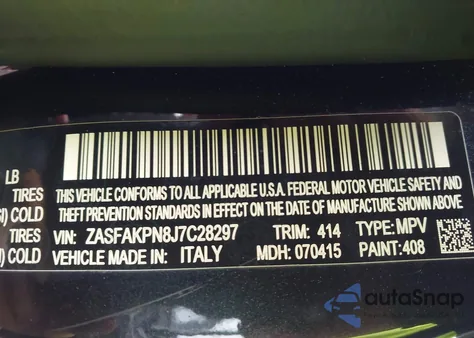 LB
THIS VEHICLE CONFORMS TO ALL APPLICABLE U.S.A. FEDERAL MOTOR VEHICLE SAFETY AND
TIRES
THEFT PREVENTION STANDARDS IN EFFECT ON THE DATE OF MANUFACTURE SHOWN ABOVE.
I) COLD
TIRES VIN: ZASFAKPN8J7C28297 TRIM: 414 TYPE: MPV
) COLD VEHICLE MADE IN: ITALY MDH: 070415 PAINT: 408
autoSnap